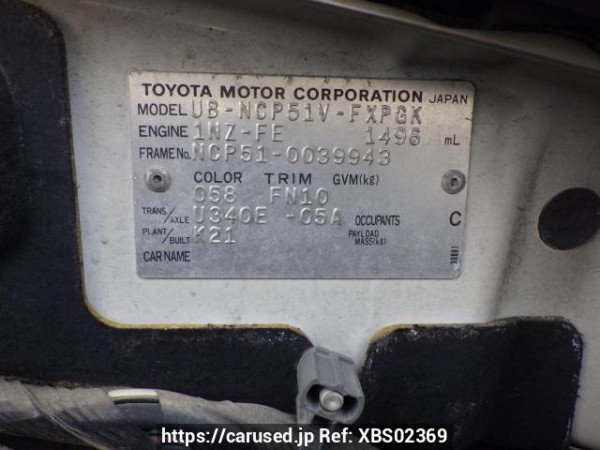 TOYOTA MOTOR CORPORATION JAPAN
MODEL UB-NCP51V-FXPGK
ENGINE 1NZ-FE 1496 mL
FRAME No. NCP51-0039943
COLOR TRIM GVM(kg)
058 FN10
TRANS./AXLE U340E -05A OCCUPANTS C
PLANT/BUILT K21 PAYLOAD MASS(kg)
CAR NAME
https://carused.jp Ref: XBS02369